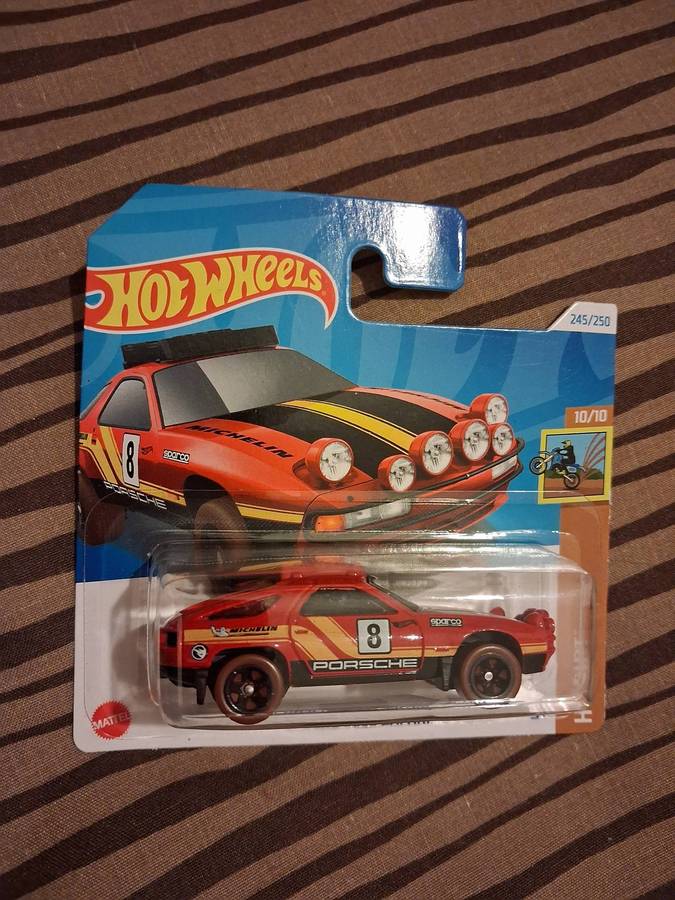 HOT WHEELS
245/250
10/10
MICHELIN
8
sparco
PORSCHE
sparco
MICHELIN
8
PORSCHE
MATTEL